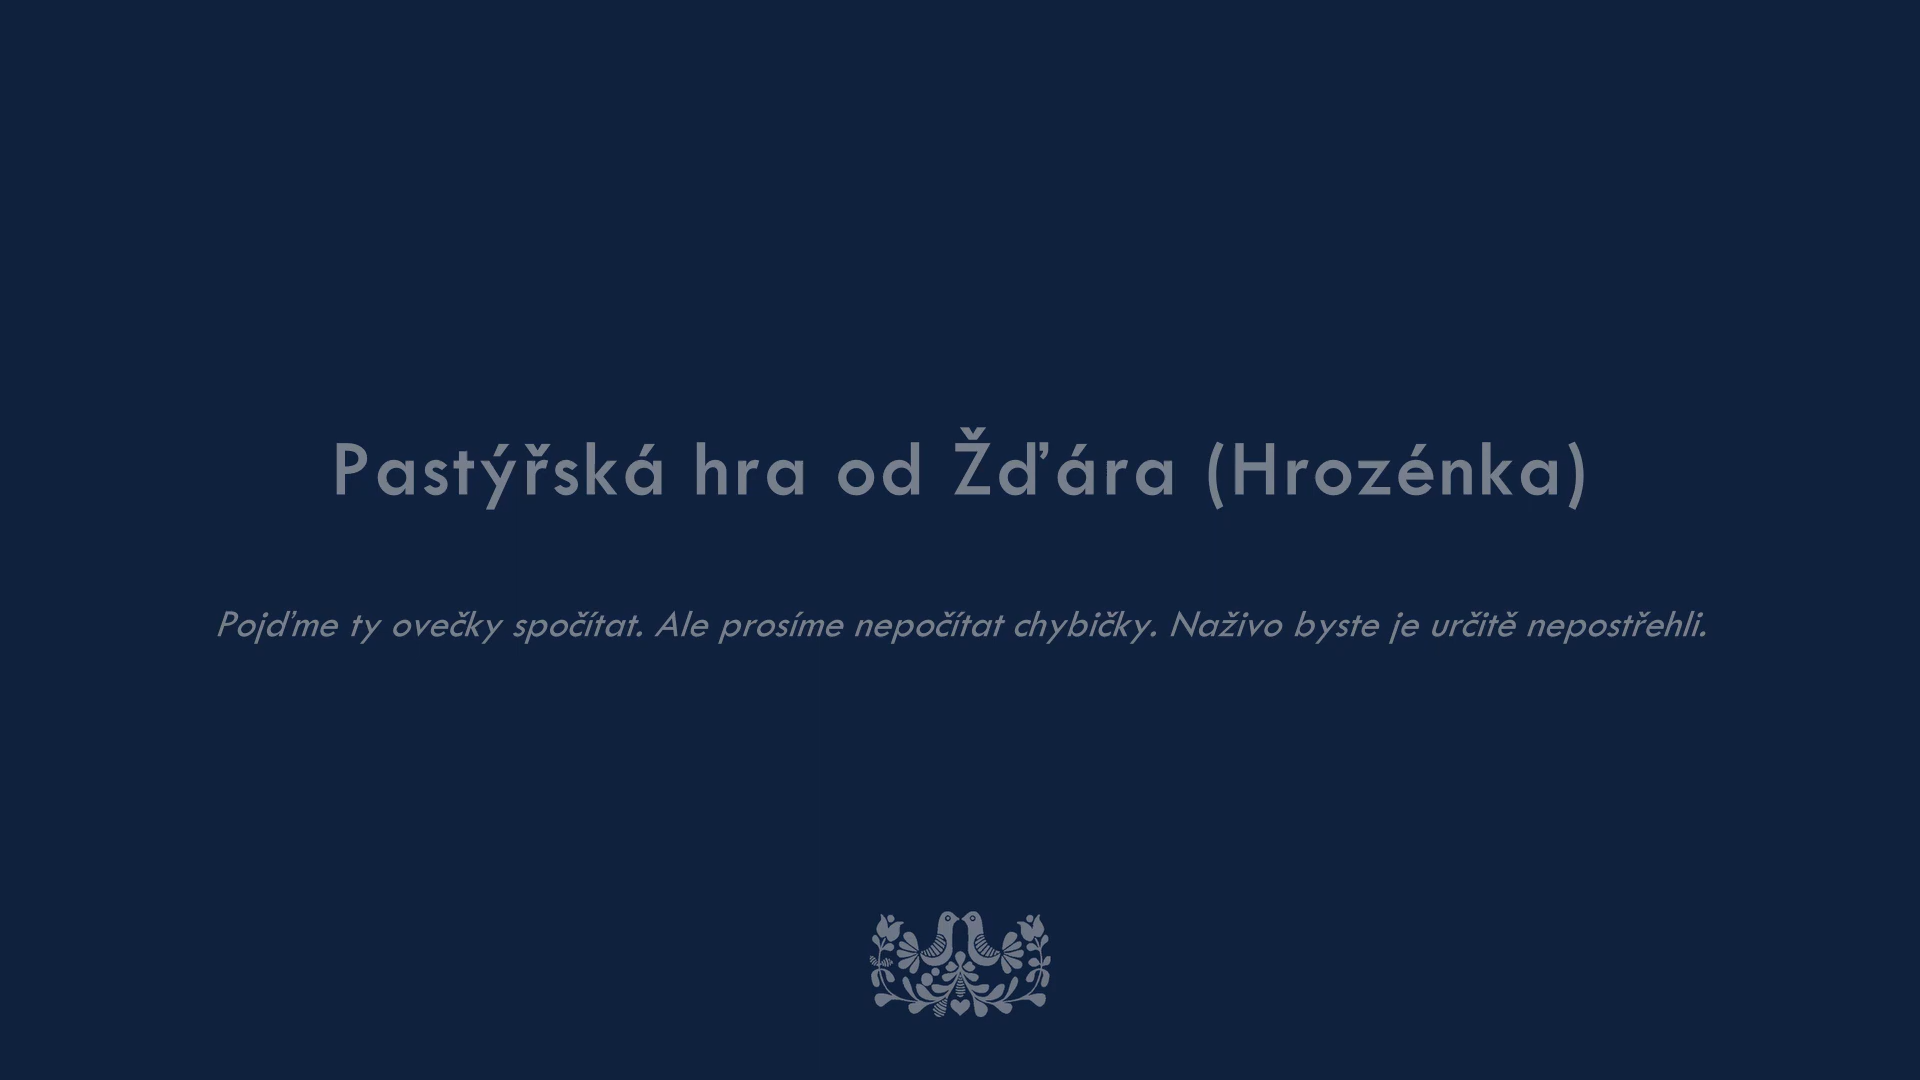 Pastýřská hra od Žďára (Hrozénka)
Pojďme ty ovečky spočítat. Ale prosíme nepočítat chybičky. Naživo byste je určitě nepostřehli.